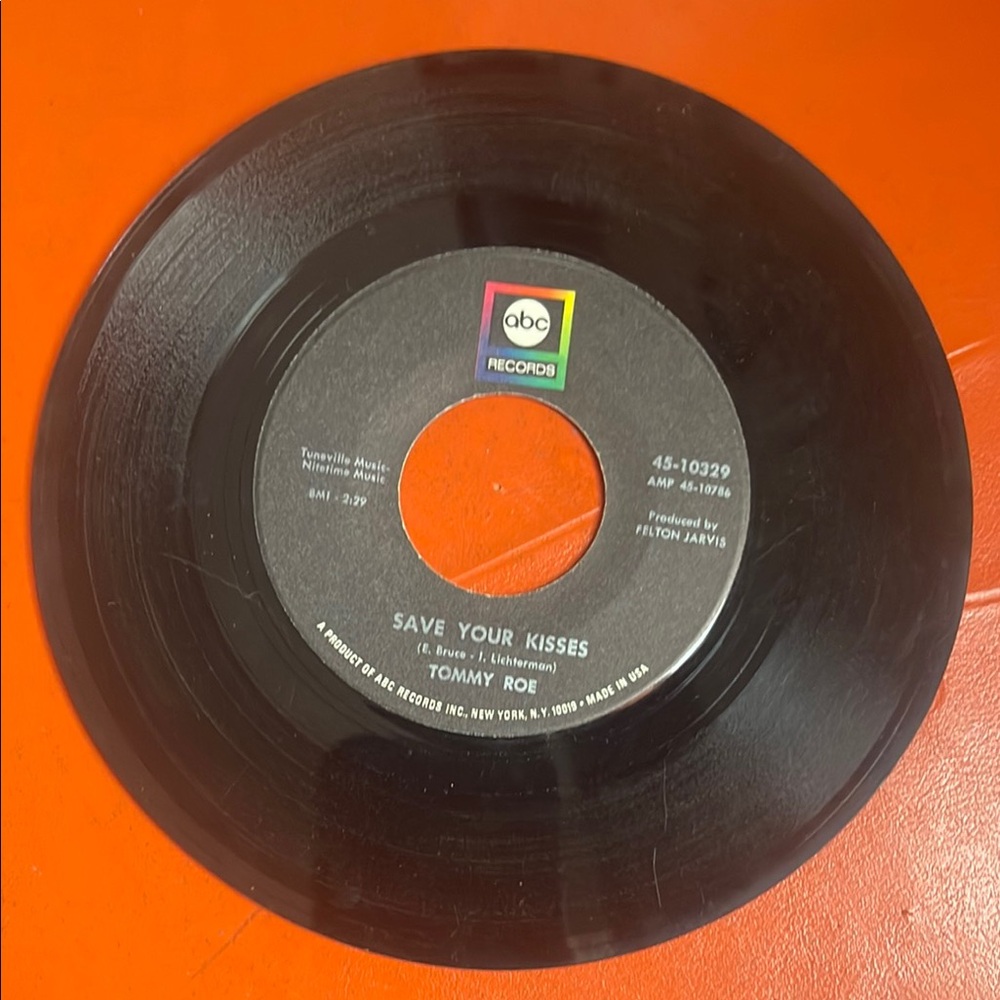 abc
RECORDS
Tuneville Music-
Nitetime Music
BMI - 2:29
45-10329
AMP 45-10786
Produced by
FELTON JARVIS
SAVE YOUR KISSES
(E. Bruce - I. Lichterman)
TOMMY ROE
A PRODUCT OF ABC RECORDS INC., NEW YORK, N.Y. 10019 • MADE IN USA